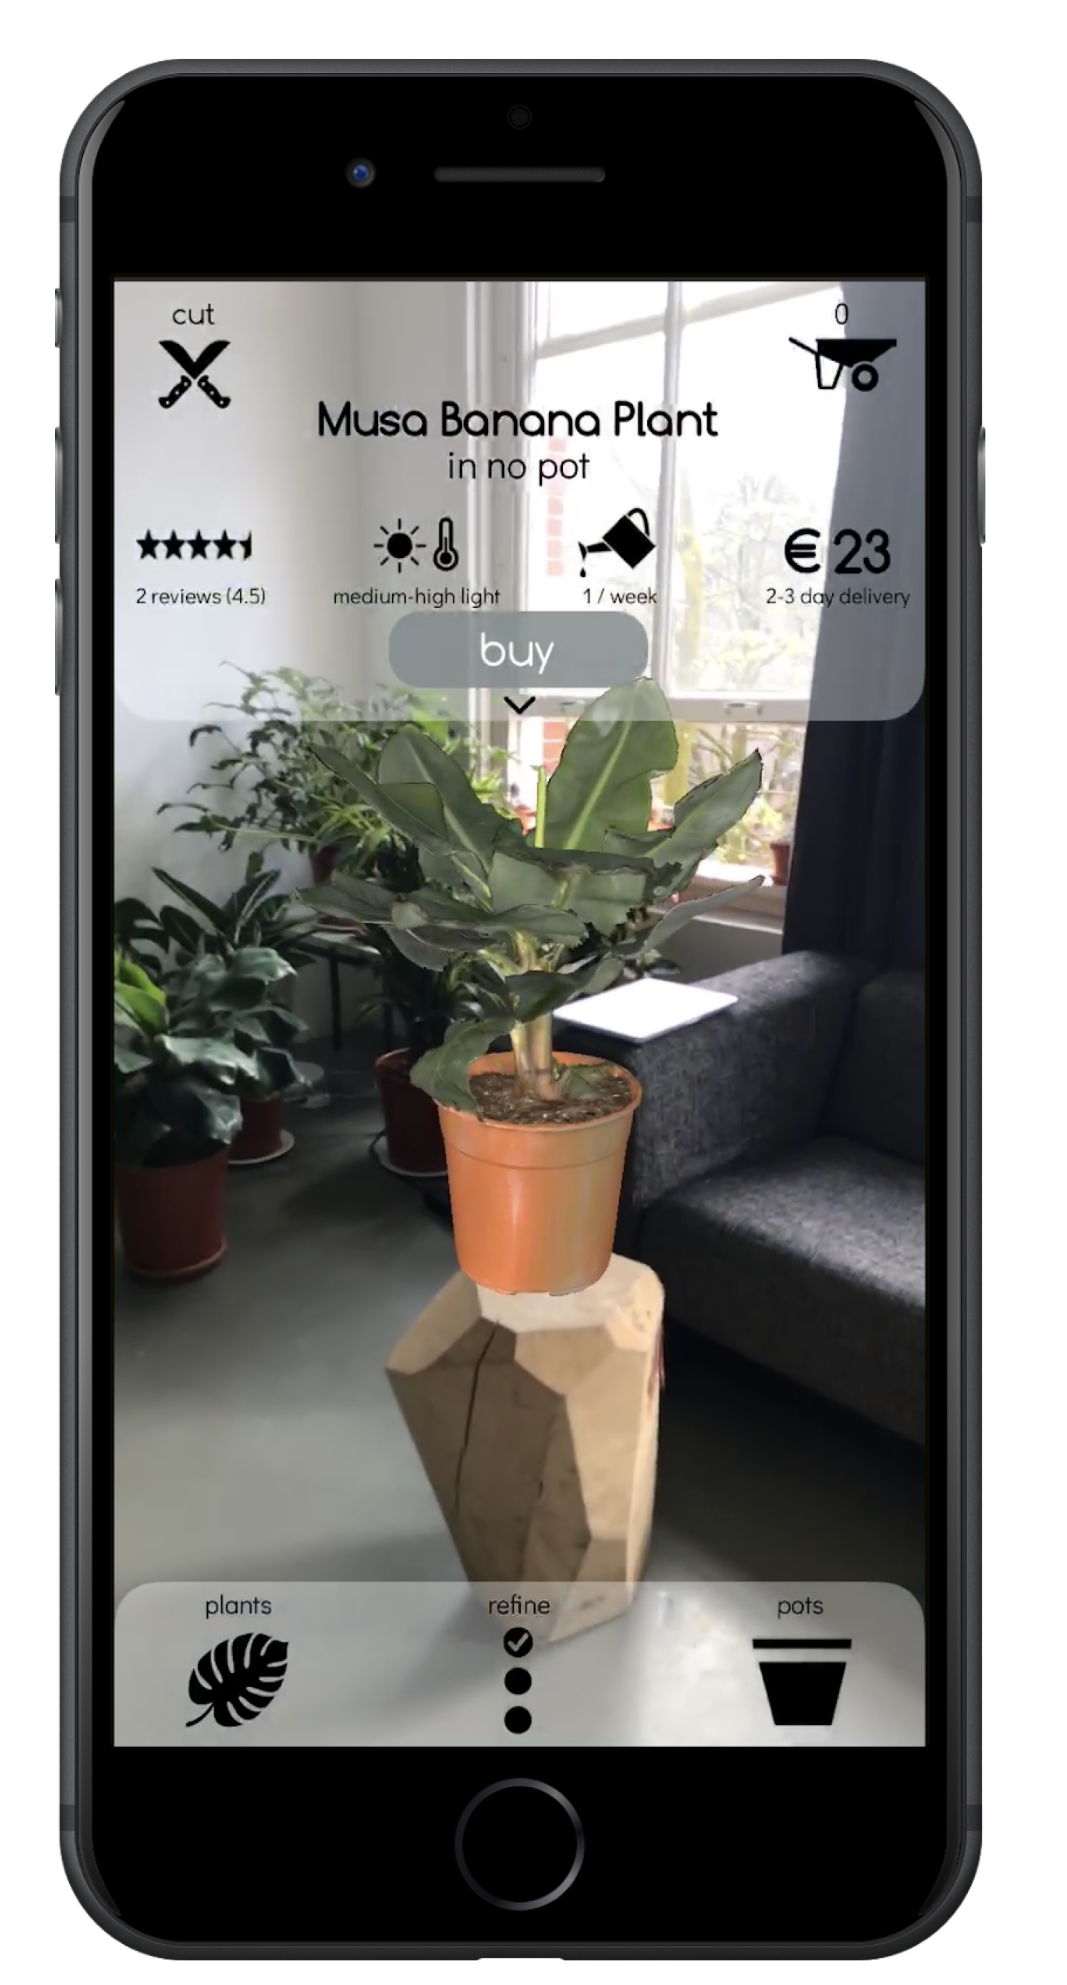 cut
0
Musa Banana Plant
in no pot
2 reviews (4.5)
medium-high light
1 / week
€23
2-3 day delivery
buy
plants
refine
pots